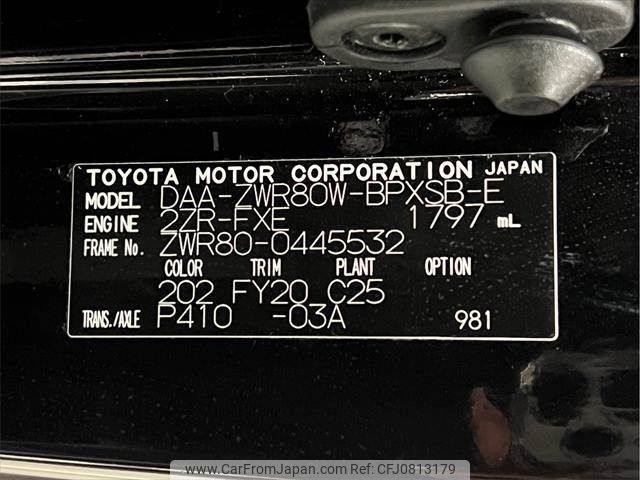 TOYOTA MOTOR CORPORATION JAPAN
MODEL DAA-ZWR80W-BPXSB-E
ENGINE 2ZR-FXE 1797 mL
FRAME No. ZWR80-0445532
COLOR TRIM PLANT OPTION
202 FY20 C25
TRANS./AXLE P410 -03A 981
www.CarFromJapan.com | Ref No. CFJ0813179